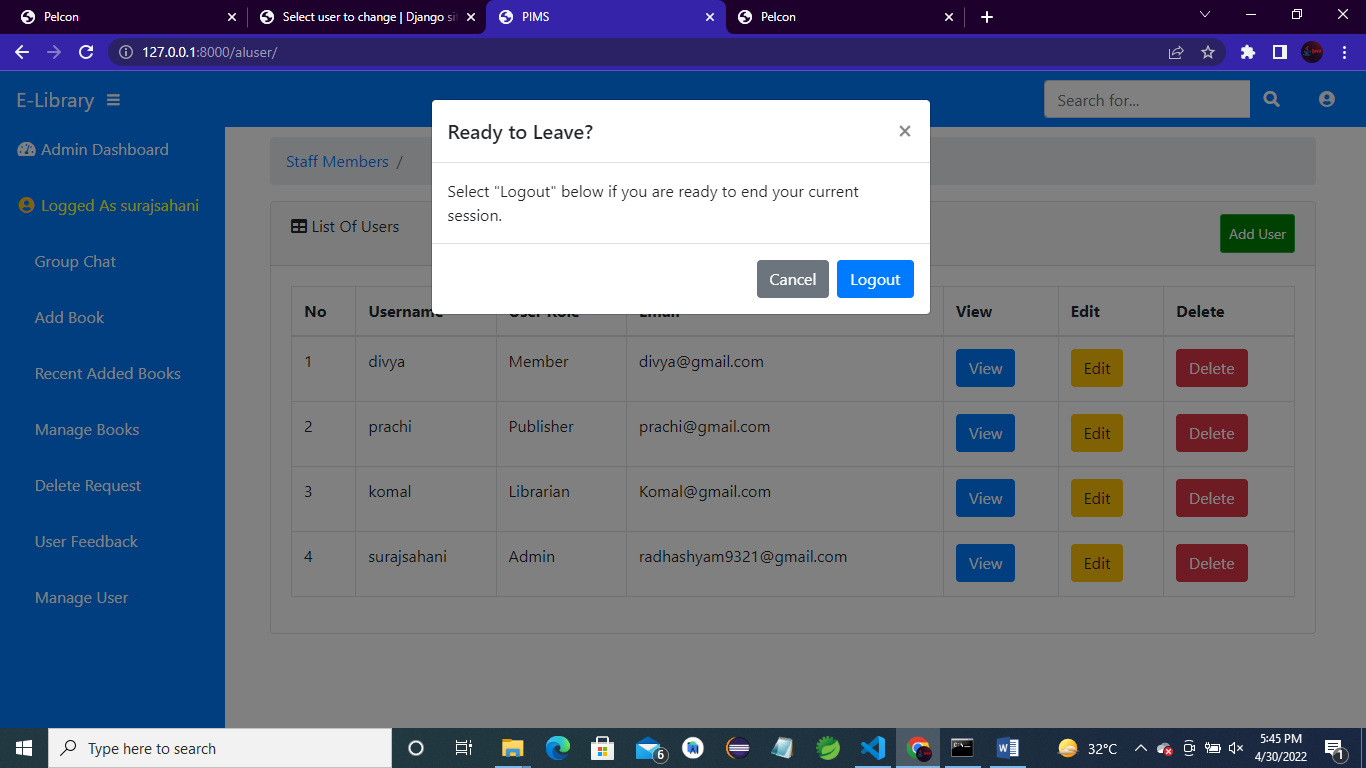 Pelcon
Select user to change | Django si
PIMS
Pelcon
127.0.0.1:8000/aluser/
E-Library
Search for...
Ready to Leave?
Select "Logout" below if you are ready to end your current
session.
Cancel
Logout
Admin Dashboard
Logged As surajsahani
Group Chat
Add Book
Recent Added Books
Manage Books
Delete Request
User Feedback
Manage User
Staff Members /
List Of Users
Add User
No Username User Role Email View Edit Delete
1 divya Member divya@gmail.com View Edit Delete
2 prachi Publisher prachi@gmail.com View Edit Delete
3 komal Librarian Komal@gmail.com View Edit Delete
4 surajsahani Admin radhashyam9321@gmail.com View Edit Delete
Type here to search
6
32°C
5:45 PM
4/30/2022
1